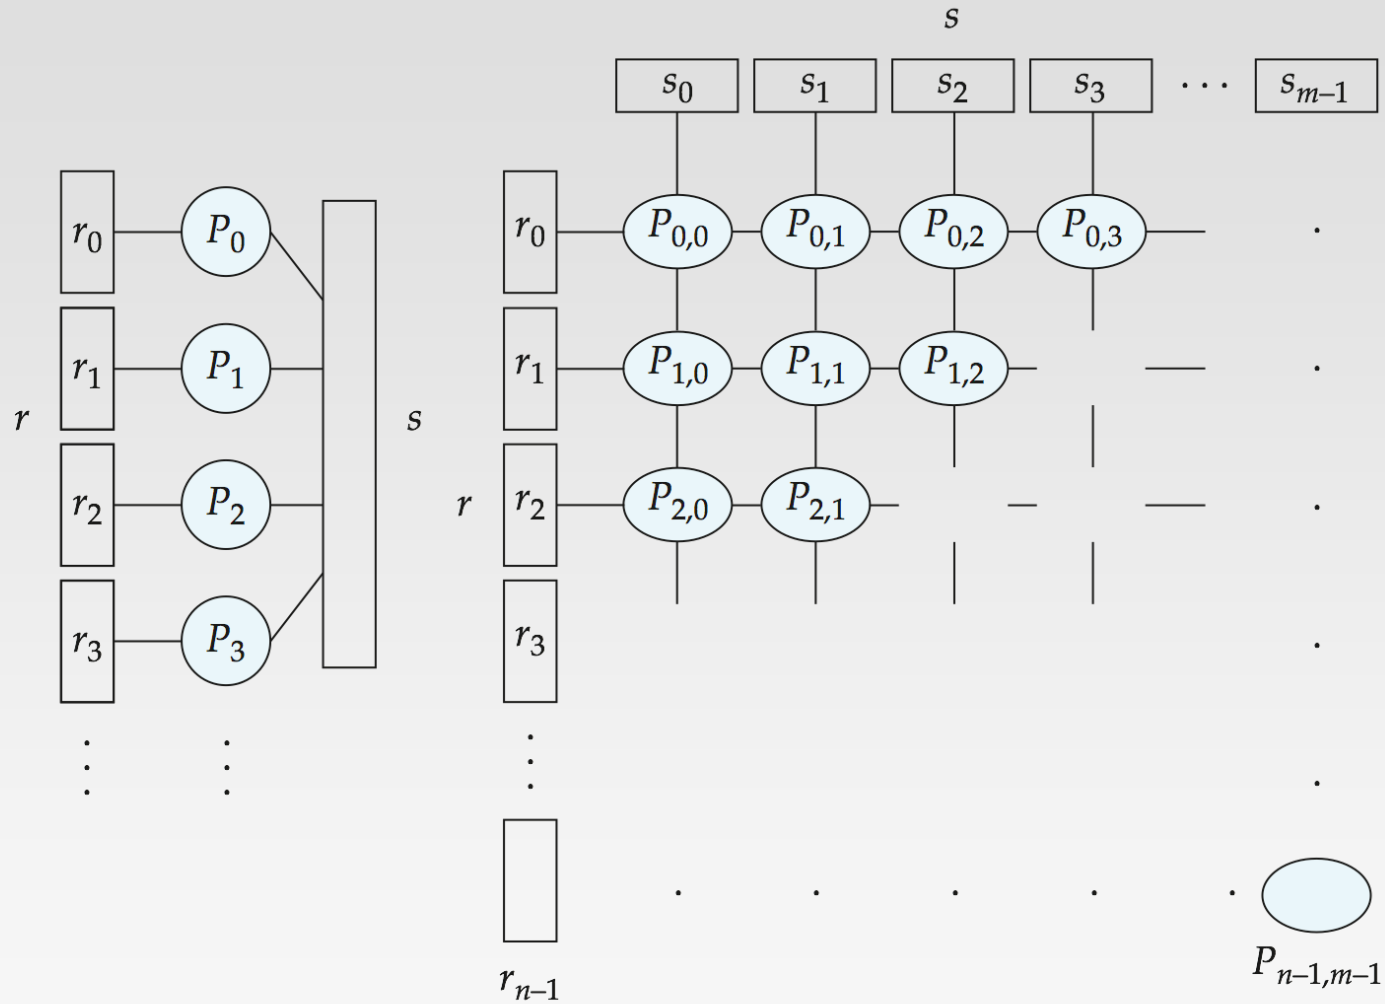 s
s₀ s₁ s₂ s₃ ··· sₘ₋₁
r₀ P₀
r₁ P₁
r₂ P₂
r₃ P₃
r
s
r₀ P₀,₀ P₀,₁ P₀,₂ P₀,₃
r₁ P₁,₀ P₁,₁ P₁,₂
r₂ P₂,₀ P₂,₁
r₃
r
rₙ₋₁
Pₙ₋₁,ₘ₋₁